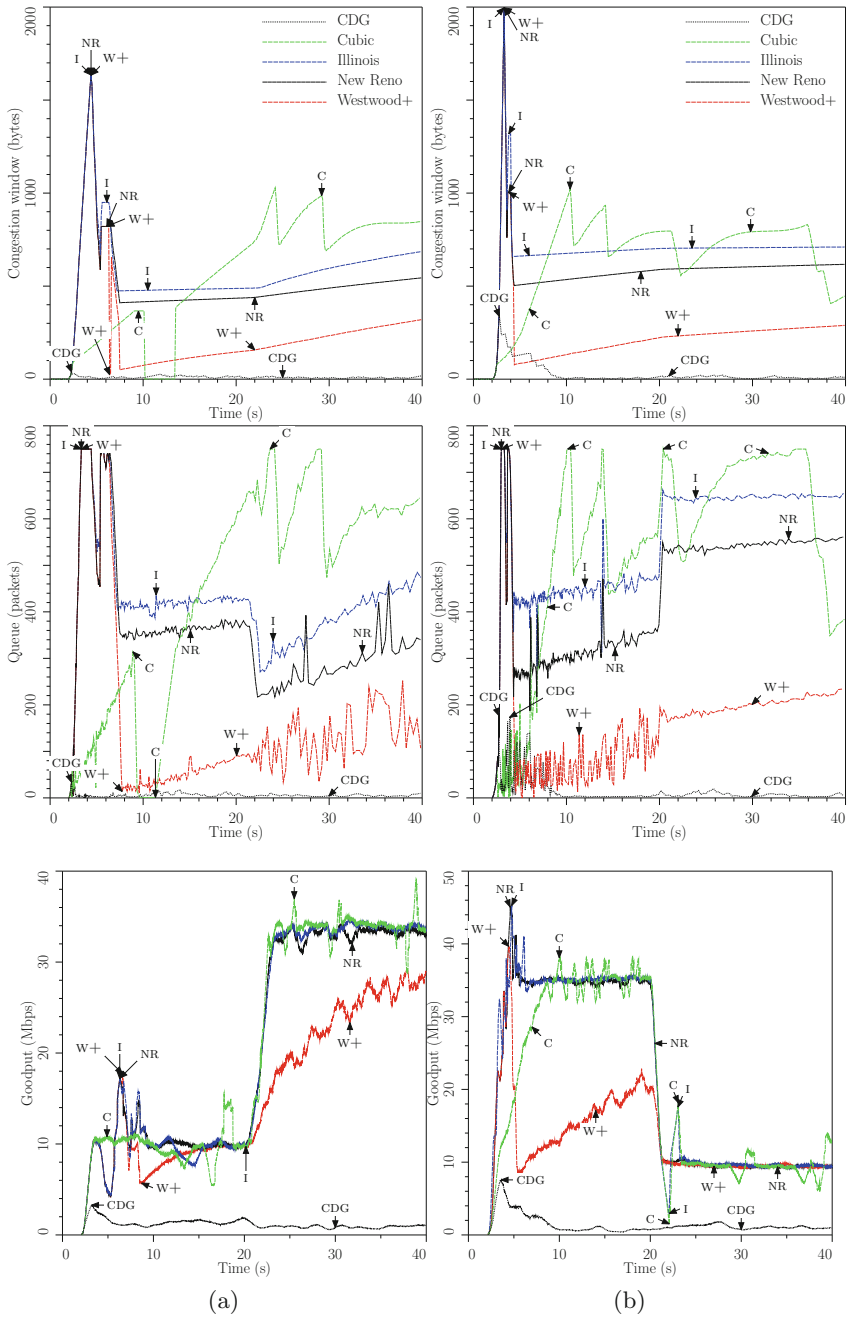 2000
1000
0
Congestion window (bytes)
CDG
Cubic
Illinois
New Reno
Westwood+
NR
I
W+
I
NR
W+
I
C
W+
CDG
NR
W+
C
CDG
0 10 20 30 40
Time (s)
2000
1000
0
Congestion window (bytes)
CDG
Cubic
Illinois
New Reno
Westwood+
I
W+
NR
I
NR
W+
C
C
I
I
NR
CDG
C
W+
CDG
0 10 20 30 40
Time (s)
800
600
400
200
0
Queue (packets)
NR
I
W+
C
I
I
NR
NR
C
CDG
W+
C
W+
CDG
0 10 20 30 40
Time (s)
800
600
400
200
0
Queue (packets)
NR
I
W+
C
C
C
I
NR
I
C
NR
CDG
CDG
W+
W+
CDG
0 10 20 30 40
Time (s)
40
30
20
10
0
Goodput (Mbps)
C
NR
W+
I
NR
C
W+
I
CDG
CDG
W+
0 10 20 30 40
Time (s)
50
40
30
20
10
0
Goodput (Mbps)
NR
I
W+
C
C
NR
W+
C
I
CDG
C
I
W+
NR
CDG
0 10 20 30 40
Time (s)
(a)
(b)